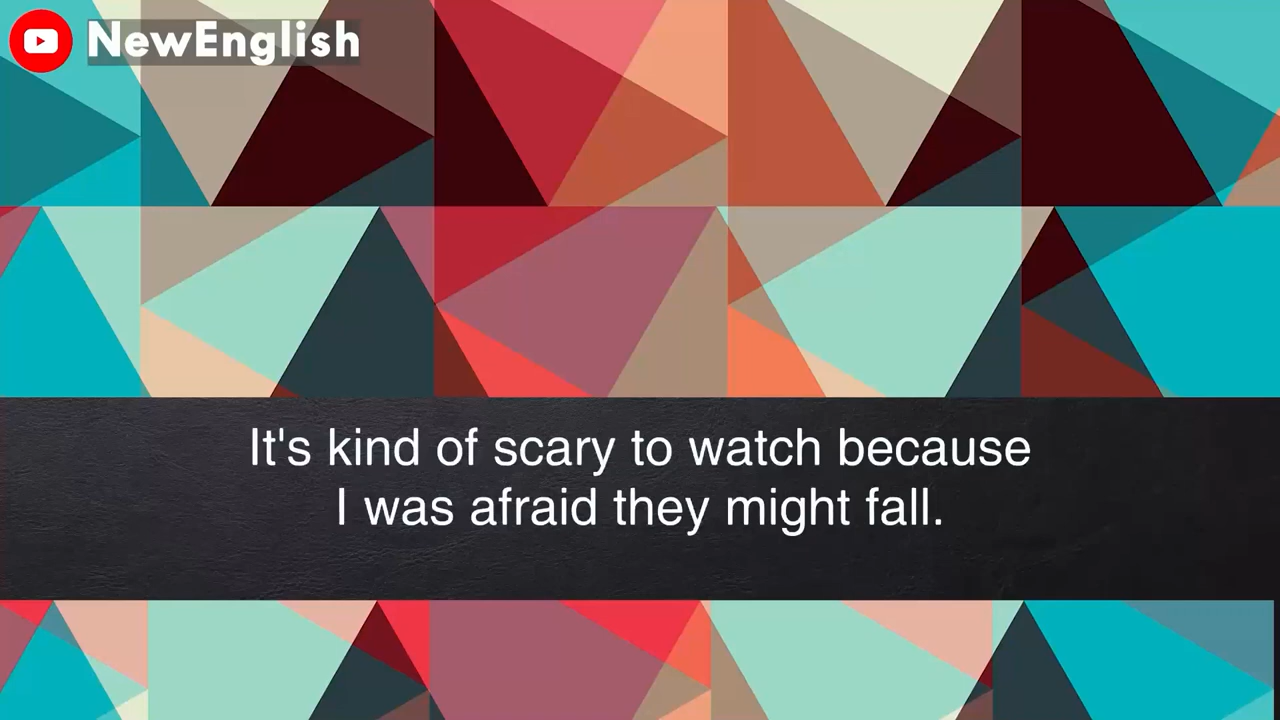 NewEnglish
It's kind of scary to watch because
I was afraid they might fall.